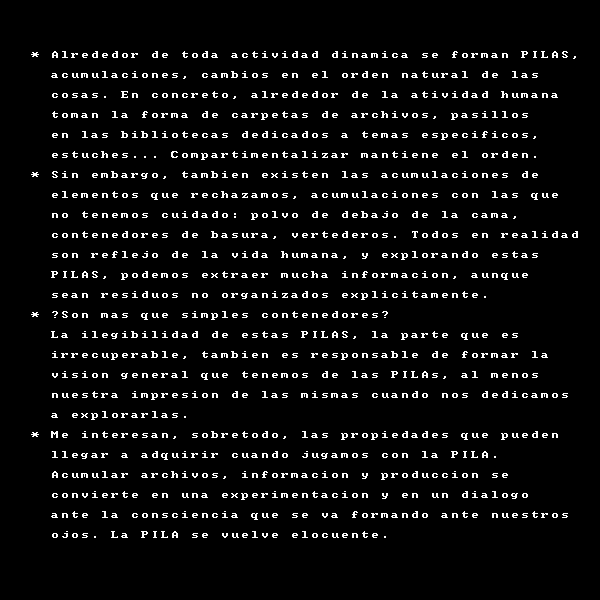 * Alrededor de toda actividad dinamica se forman PILAS,
acumulaciones, cambios en el orden natural de las
cosas. En concreto, alrededor de la atividad humana
toman la forma de carpetas de archivos, pasillos
en las bibliotecas dedicados a temas especificos,
estuches... Compartimentalizar mantiene el orden.
* Sin embargo, tambien existen las acumulaciones de
elementos que rechazamos, acumulaciones con las que
no tenemos cuidado: polvo de debajo de la cama,
contenedores de basura, vertederos. Todos en realidad
son reflejo de la vida humana, y explorando estas
PILAS, podemos extraer mucha informacion, aunque
sean residuos no organizados explicitamente.
* ?Son mas que simples contenedores?
La ilegibilidad de estas PILAS, la parte que es
irrecuperable, tambien es responsable de formar la
vision general que tenemos de las PILAs, al menos
nuestra impresion de las mismas cuando nos dedicamos
a explorarlas.
* Me interesan, sobretodo, las propiedades que pueden
llegar a adquirir cuando jugamos con la PILA.
Acumular archivos, informacion y produccion se
convierte en una experimentacion y en un dialogo
ante la consciencia que se va formando ante nuestros
ojos. La PILA se vuelve elocuente.